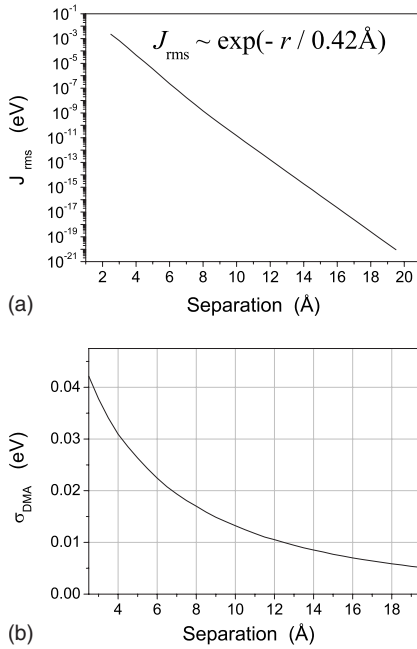 J_rms ~ exp(- r / 0.42Å)
J_rms (eV)
10^-1
10^-3
10^-5
10^-7
10^-9
10^-11
10^-13
10^-15
10^-17
10^-19
10^-21
2 4 6 8 10 12 14 16 18 20
(a) Separation (Å)
σ_DMA (eV)
0.04
0.03
0.02
0.01
0.00
4 6 8 10 12 14 16 18
(b) Separation (Å)